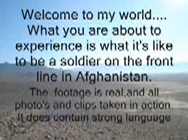 Welcome to my world....
What you are about to
experience is what it's like
to be a soldier on the front
line in Afghanistan.
The footage is real,and all
photo's and clips taken in action.
It does contain strong language